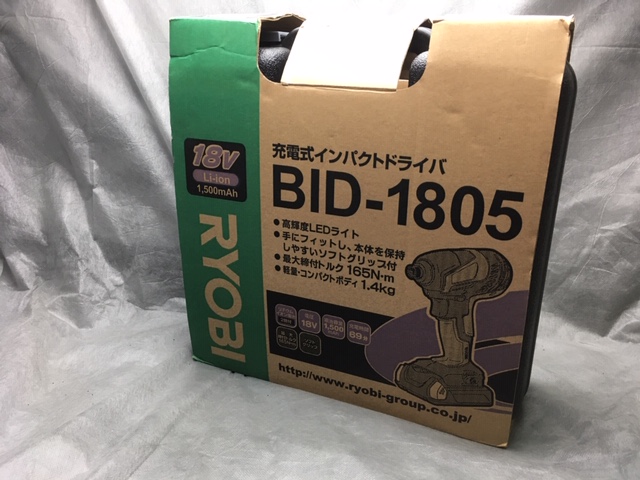 18V
Li-ion
1,500mAh
RYOBI
充電式インパクトドライバ
BID-1805
●高輝度LEDライト
●手にフィットし、本体を保持
しやすいソフトグリップ付
●最大締付トルク 165N·m
●軽量・コンパクトボディ 1.4kg
18V
1,500
69分
http://www.ryobi-group.co.jp/